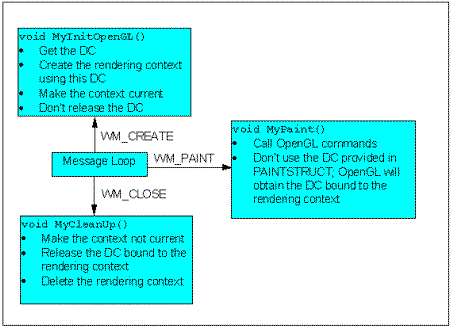 void MyInitOpenGL()
• Get the DC
• Create the rendering context
using this DC
• Make the context current
• Don't release the DC
WM_CREATE
Message Loop
WM_PAINT
void MyPaint()
• Call OpenGL commands
• Don't use the DC provided in
PAINTSTRUCT; OpenGL will
obtain the DC bound to the
rendering context
WM_CLOSE
void MyCleanUp()
• Make the context not current
• Release the DC bound to the
rendering context
• Delete the rendering context